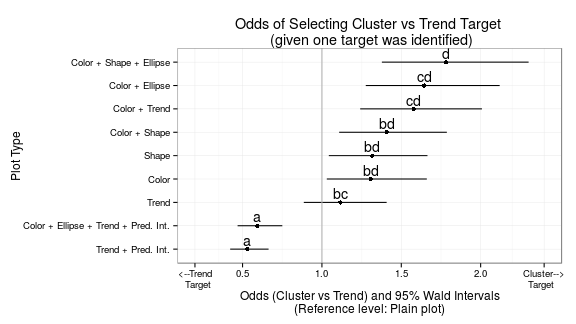 Odds of Selecting Cluster vs Trend Target
(given one target was identified)
Plot Type
Color + Shape + Ellipse
d
Color + Ellipse
cd
Color + Trend
cd
Color + Shape
bd
Shape
bd
Color
bd
Trend
bc
Color + Ellipse + Trend + Pred. Int.
a
Trend + Pred. Int.
a
<--Trend 0.5 1.0 1.5 2.0 Cluster-->
Target Target
Odds (Cluster vs Trend) and 95% Wald Intervals
(Reference level: Plain plot)